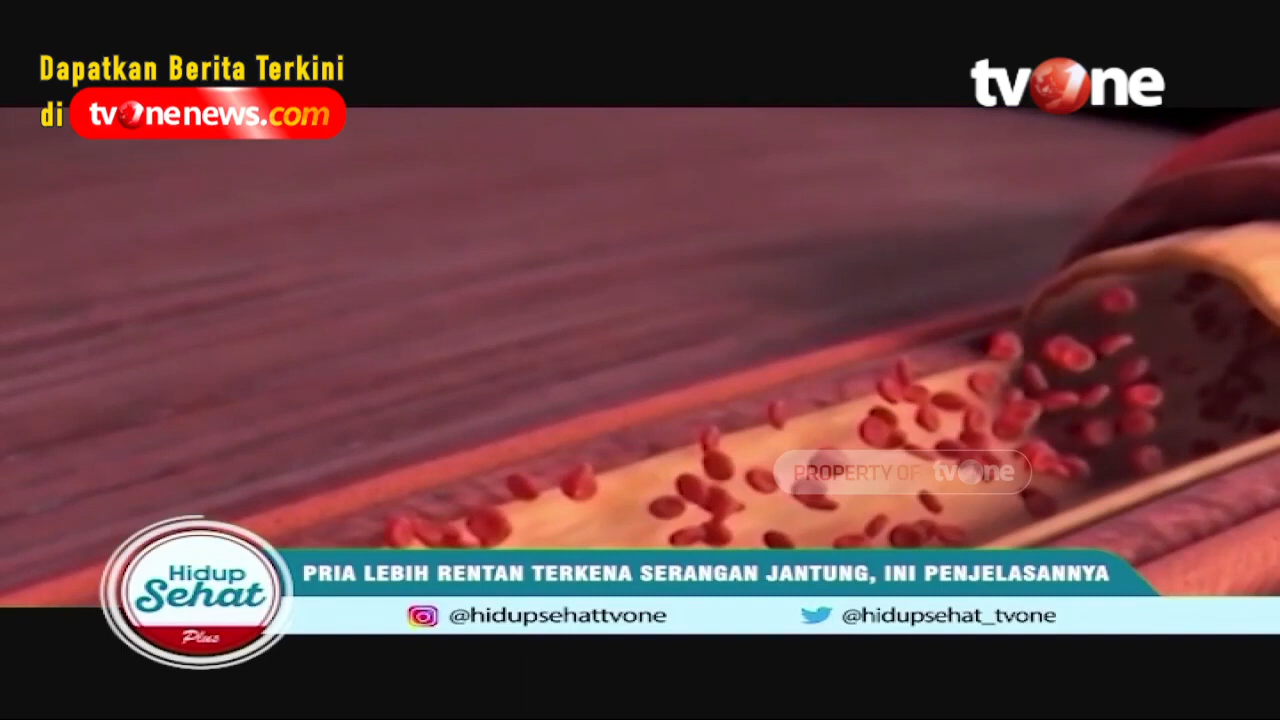 Dapatkan Berita Terkini
di tvonenews.com
tvOne
PROPERTY OF tvOne
Hidup
Sehat
Plus
PRIA LEBIH RENTAN TERKENA SERANGAN JANTUNG, INI PENJELASANNYA
@hidupsehattvone
@hidupsehat_tvone